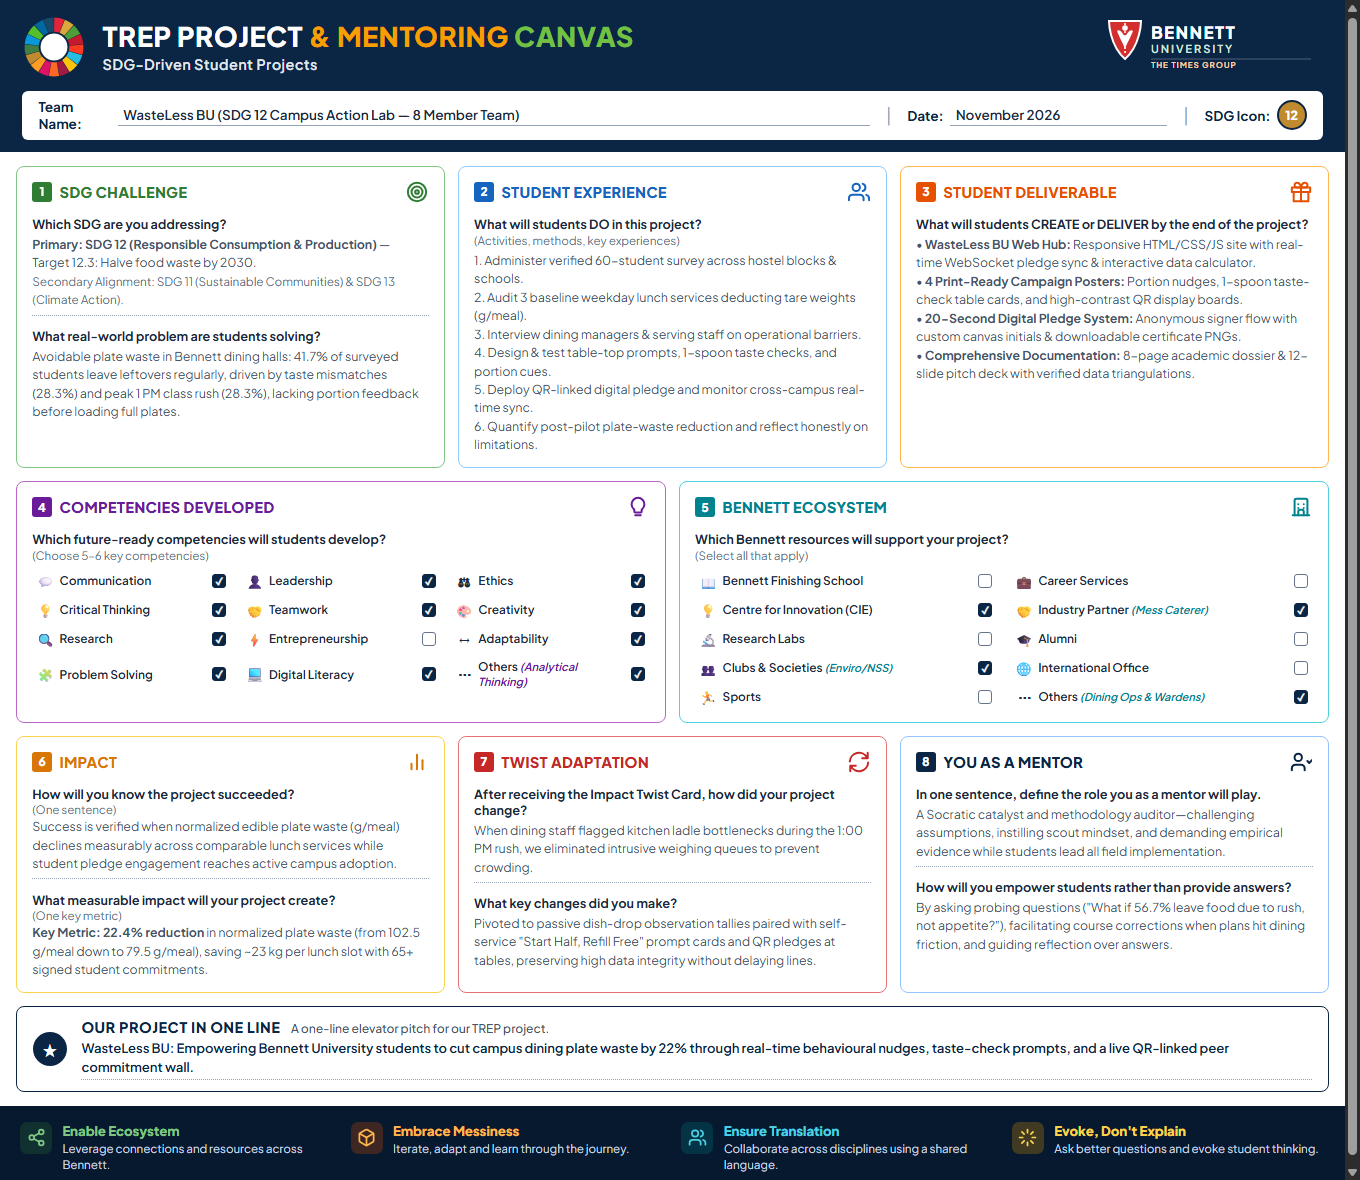 TREP PROJECT & MENTORING CANVAS
SDG-Driven Student Projects
BENNETT
UNIVERSITY
THE TIMES GROUP
Team
Name:
WasteLess BU (SDG 12 Campus Action Lab — 8 Member Team)
Date: November 2026
SDG Icon: 12
1 SDG CHALLENGE
Which SDG are you addressing?
Primary: SDG 12 (Responsible Consumption & Production) —
Target 12.3: Halve food waste by 2030.
Secondary Alignment: SDG 11 (Sustainable Communities) & SDG 13
(Climate Action).
What real-world problem are students solving?
Avoidable plate waste in Bennett dining halls: 41.7% of surveyed
students leave leftovers regularly, driven by taste mismatches
(28.3%) and peak 1 PM class rush (28.3%), lacking portion feedback
before loading full plates.
2 STUDENT EXPERIENCE
What will students DO in this project?
(Activities, methods, key experiences)
1. Administer verified 60-student survey across hostel blocks &
schools.
2. Audit 3 baseline weekday lunch services deducting tare weights
(g/meal).
3. Interview dining managers & serving staff on operational barriers.
4. Design & test table-top prompts, 1-spoon taste checks, and
portion cues.
5. Deploy QR-linked digital pledge and monitor cross-campus real-
time sync.
6. Quantify post-pilot plate-waste reduction and reflect honestly on
limitations.
3 STUDENT DELIVERABLE
What will students CREATE or DELIVER by the end of the project?
• WasteLess BU Web Hub: Responsive HTML/CSS/JS site with real-
time WebSocket pledge sync & interactive data calculator.
• 4 Print-Ready Campaign Posters: Portion nudges, 1-spoon taste-
check table cards, and high-contrast QR display boards.
• 20-Second Digital Pledge System: Anonymous signer flow with
custom canvas initials & downloadable certificate PNGs.
• Comprehensive Documentation: 8-page academic dossier & 12-
slide pitch deck with verified data triangulations.
4 COMPETENCIES DEVELOPED
Which future-ready competencies will students develop?
(Choose 5-6 key competencies)
Communication
Leadership
Ethics
Critical Thinking
Teamwork
Creativity
Research
Entrepreneurship
Adaptability
Problem Solving
Digital Literacy
Others (Analytical
Thinking)
5 BENNETT ECOSYSTEM
Which Bennett resources will support your project?
(Select all that apply)
Bennett Finishing School
Career Services
Centre for Innovation (CIE)
Industry Partner (Mess Caterer)
Research Labs
Alumni
Clubs & Societies (Enviro/NSS)
International Office
Sports
Others (Dining Ops & Wardens)
6 IMPACT
How will you know the project succeeded?
(One sentence)
Success is verified when normalized edible plate waste (g/meal)
declines measurably across comparable lunch services while
student pledge engagement reaches active campus adoption.
What measurable impact will your project create?
(One key metric)
Key Metric: 22.4% reduction in normalized plate waste (from 102.5
g/meal down to 79.5 g/meal), saving ~23 kg per lunch slot with 65+
signed student commitments.
7 TWIST ADAPTATION
After receiving the Impact Twist Card, how did your project
change?
When dining staff flagged kitchen ladle bottlenecks during the 1:00
PM rush, we eliminated intrusive weighing queues to prevent
crowding.
What key changes did you make?
Pivoted to passive dish-drop observation tallies paired with self-
service "Start Half, Refill Free" prompt cards and QR pledges at
tables, preserving high data integrity without delaying lines.
8 YOU AS A MENTOR
In one sentence, define the role you as a mentor will play.
A Socratic catalyst and methodology auditor—challenging
assumptions, instilling scout mindset, and demanding empirical
evidence while students lead all field implementation.
How will you empower students rather than provide answers?
By asking probing questions ("What if 56.7% leave food due to rush,
not appetite?"), facilitating course corrections when plans hit dining
friction, and guiding reflection over answers.
OUR PROJECT IN ONE LINE A one-line elevator pitch for our TREP project.
WasteLess BU: Empowering Bennett University students to cut campus dining plate waste by 22% through real-time behavioural nudges, taste-check prompts, and a live QR-linked peer
commitment wall.
Enable Ecosystem
Leverage connections and resources across
Bennett.
Embrace Messiness
Iterate, adapt and learn through the journey.
Ensure Translation
Collaborate across disciplines using a shared
language.
Evoke, Don't Explain
Ask better questions and evoke student thinking.